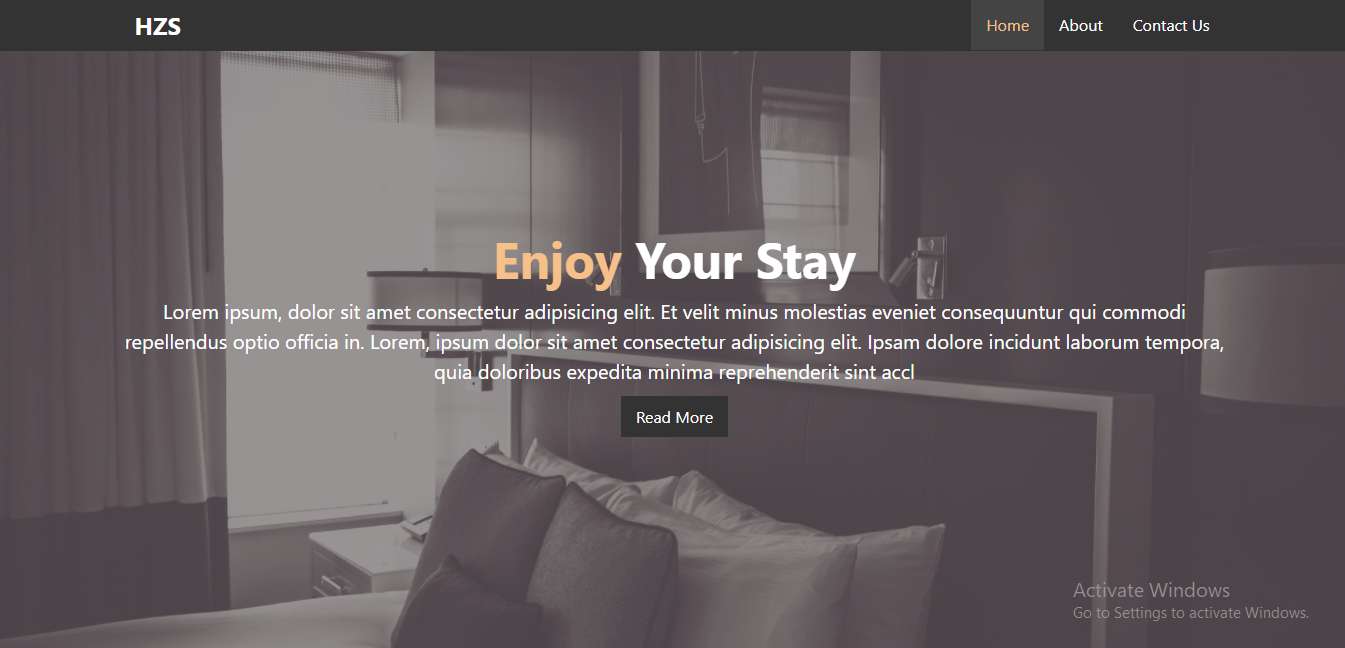 HZS
Home
About
Contact Us
Enjoy Your Stay
Lorem ipsum, dolor sit amet consectetur adipisicing elit. Et velit minus molestias eveniet consequuntur qui commodi
repellendus optio officia in. Lorem, ipsum dolor sit amet consectetur adipisicing elit. Ipsam dolore incidunt laborum tempora,
quia doloribus expedita minima reprehenderit sint accl
Read More
Activate Windows
Go to Settings to activate Windows.